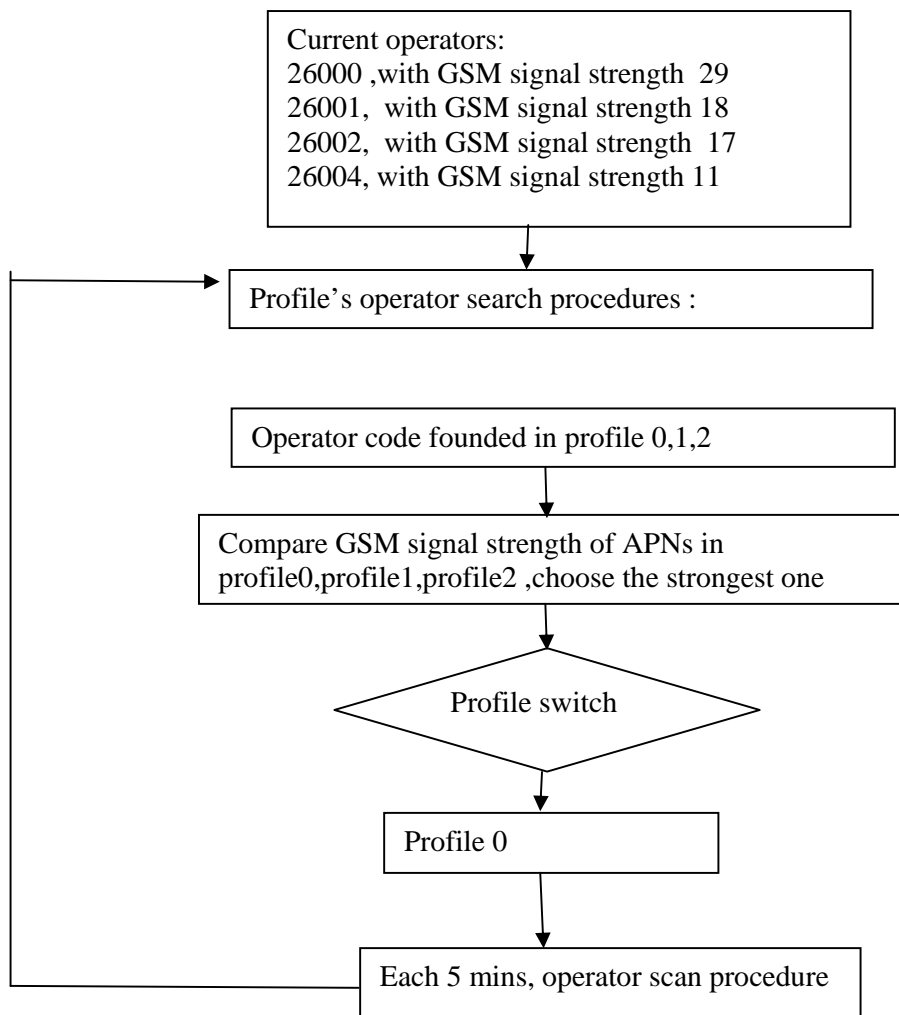 Current operators:
26000 ,with GSM signal strength  29
26001,  with GSM signal strength 18
26002,  with GSM signal strength  17
26004, with GSM signal strength 11
Profile’s operator search procedures :
Operator code founded in profile 0,1,2
Compare GSM signal strength of APNs in
profile0,profile1,profile2 ,choose the strongest one
Profile switch
Profile 0
Each 5 mins, operator scan procedure